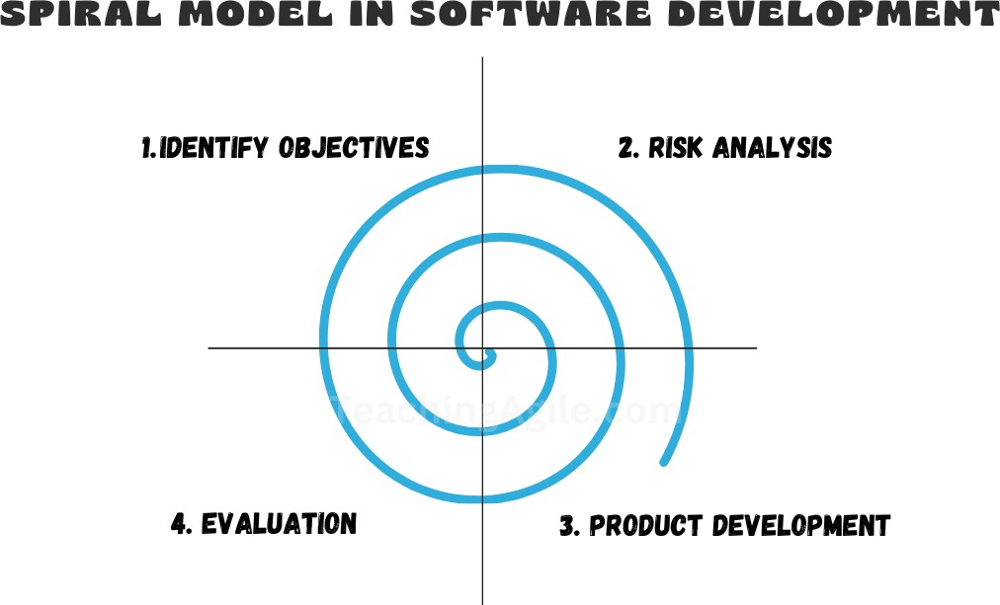 SPIRAL MODEL IN SOFTWARE DEVELOPMENT
1.IDENTIFY OBJECTIVES
2. RISK ANALYSIS
TeachingAgile.com
4. EVALUATION
3. PRODUCT DEVELOPMENT